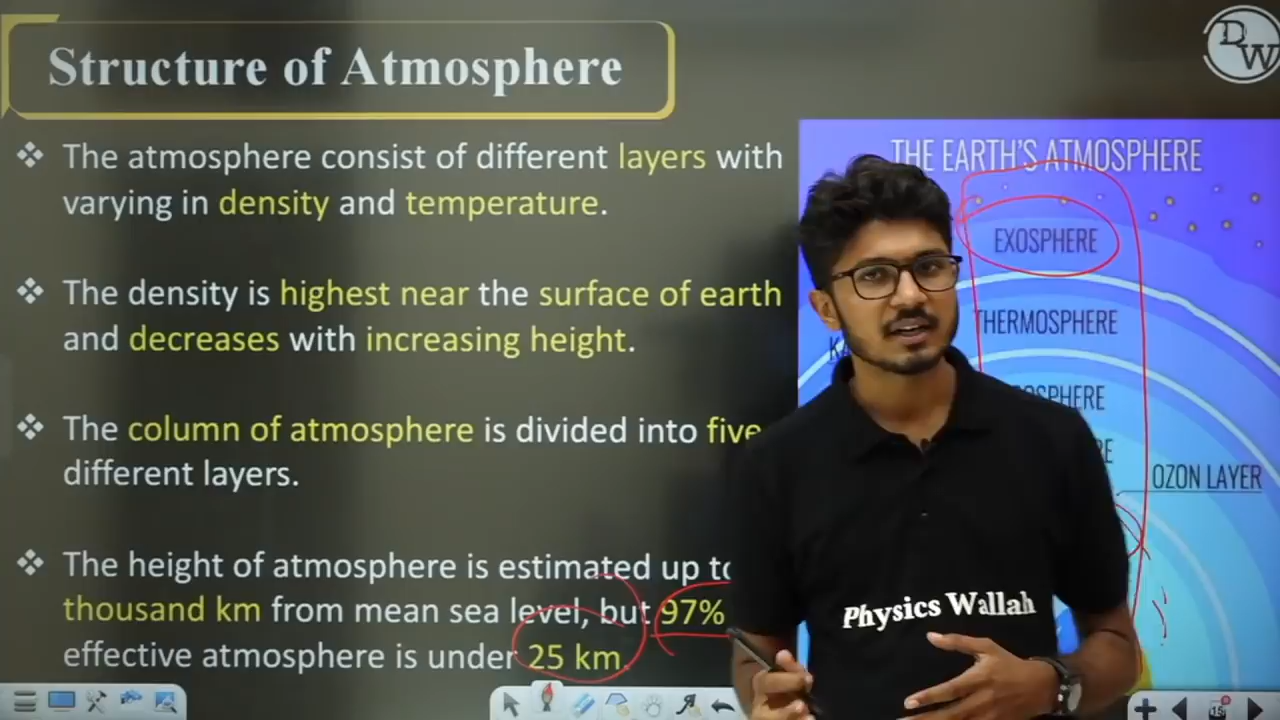 Structure of Atmosphere
DW
❖ The atmosphere consist of different layers with
varying in density and temperature.
❖ The density is highest near the surface of earth
and decreases with increasing height.
❖ The column of atmosphere is divided into five
different layers.
❖ The height of atmosphere is estimated up to
thousand km from mean sea level, but 97%
effective atmosphere is under 25 km.
THE EARTH'S ATMOSPHERE
EXOSPHERE
THERMOSPHERE
OZON LAYER
Physics Wallah